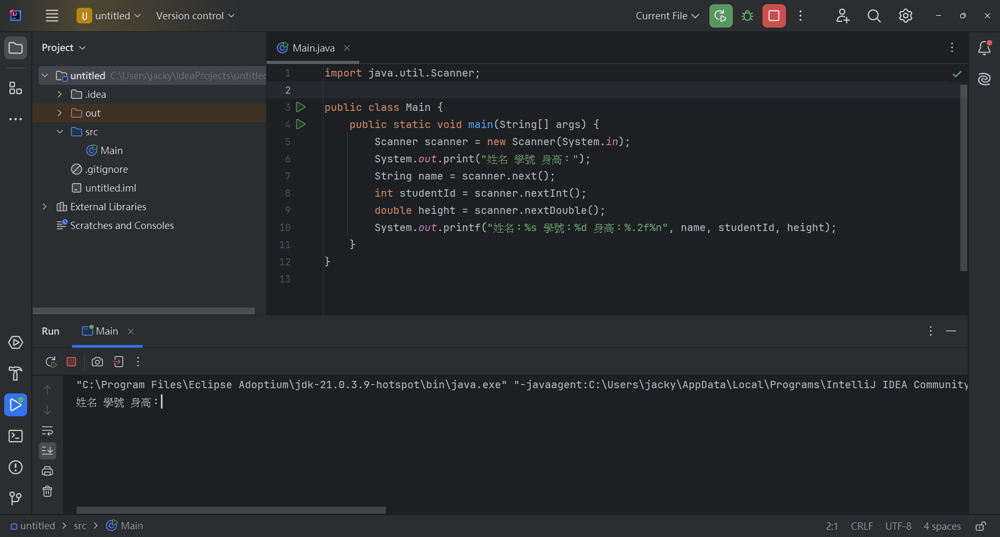 U untitled Version control Current File
Project
Main.java
untitled C:\Users\jacky\IdeaProjects\untitled
.idea
out
src
Main
.gitignore
untitled.iml
External Libraries
Scratches and Consoles
1 import java.util.Scanner;
2
3 public class Main {
4 public static void main(String[] args) {
5 Scanner scanner = new Scanner(System.in);
6 System.out.print("姓名 學號 身高：");
7 String name = scanner.next();
8 int studentId = scanner.nextInt();
9 double height = scanner.nextDouble();
10 System.out.printf("姓名：%s 學號：%d 身高：%.2f%n", name, studentId, height);
11 }
12 }
13
Run Main
"C:\Program Files\Eclipse Adoptium\jdk-21.0.3.9-hotspot\bin\java.exe" "-javaagent:C:\Users\jacky\AppData\Local\Programs\IntelliJ IDEA Community
姓名 學號 身高：
untitled > src > Main 2:1 CRLF UTF-8 4 spaces